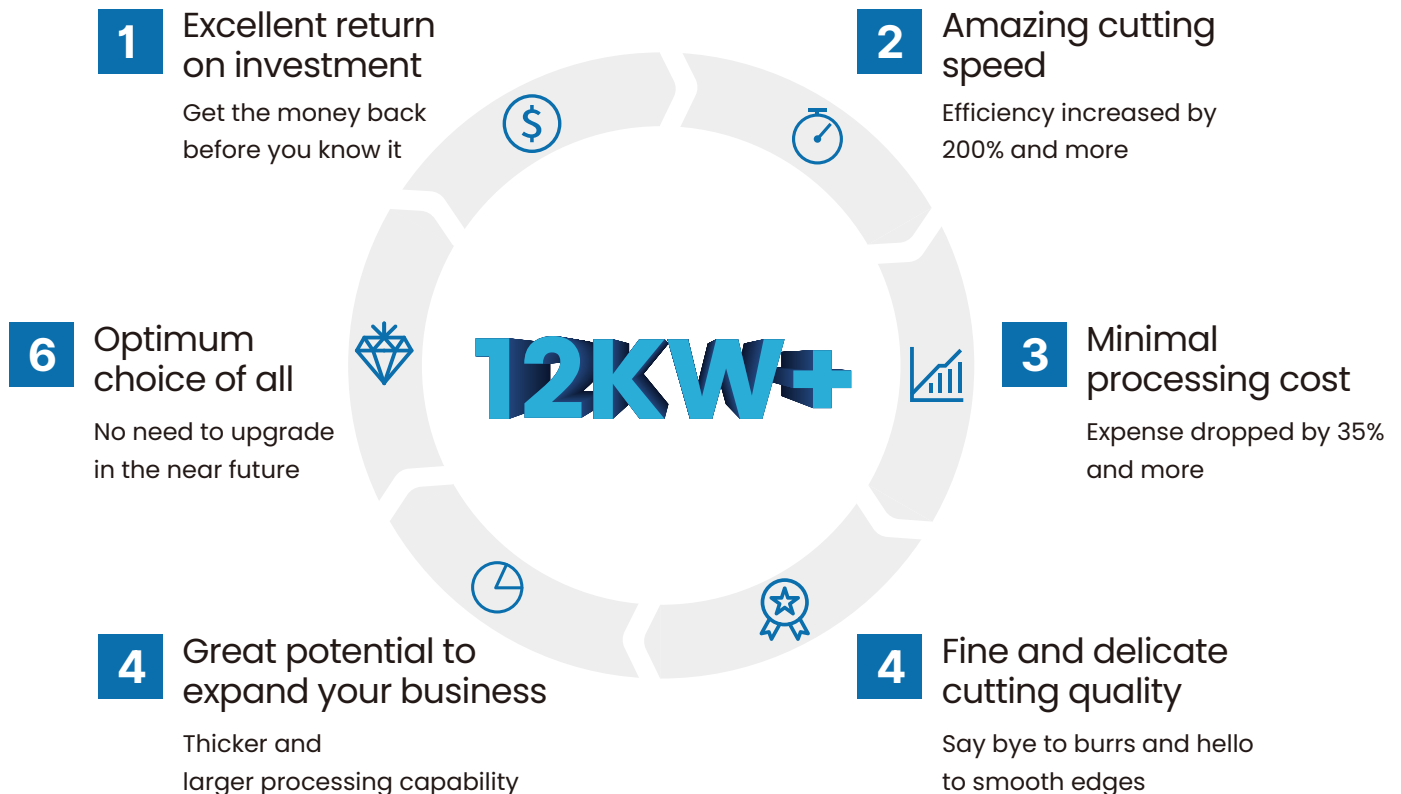 1
Excellent return
on investment
Get the money back
before you know it
2
Amazing cutting
speed
Efficiency increased by
200% and more
$
6
Optimum
choice of all
No need to upgrade
in the near future
12KW+
3
Minimal
processing cost
Expense dropped by 35%
and more
4
Great potential to
expand your business
Thicker and
larger processing capability
4
Fine and delicate
cutting quality
Say bye to burrs and hello
to smooth edges